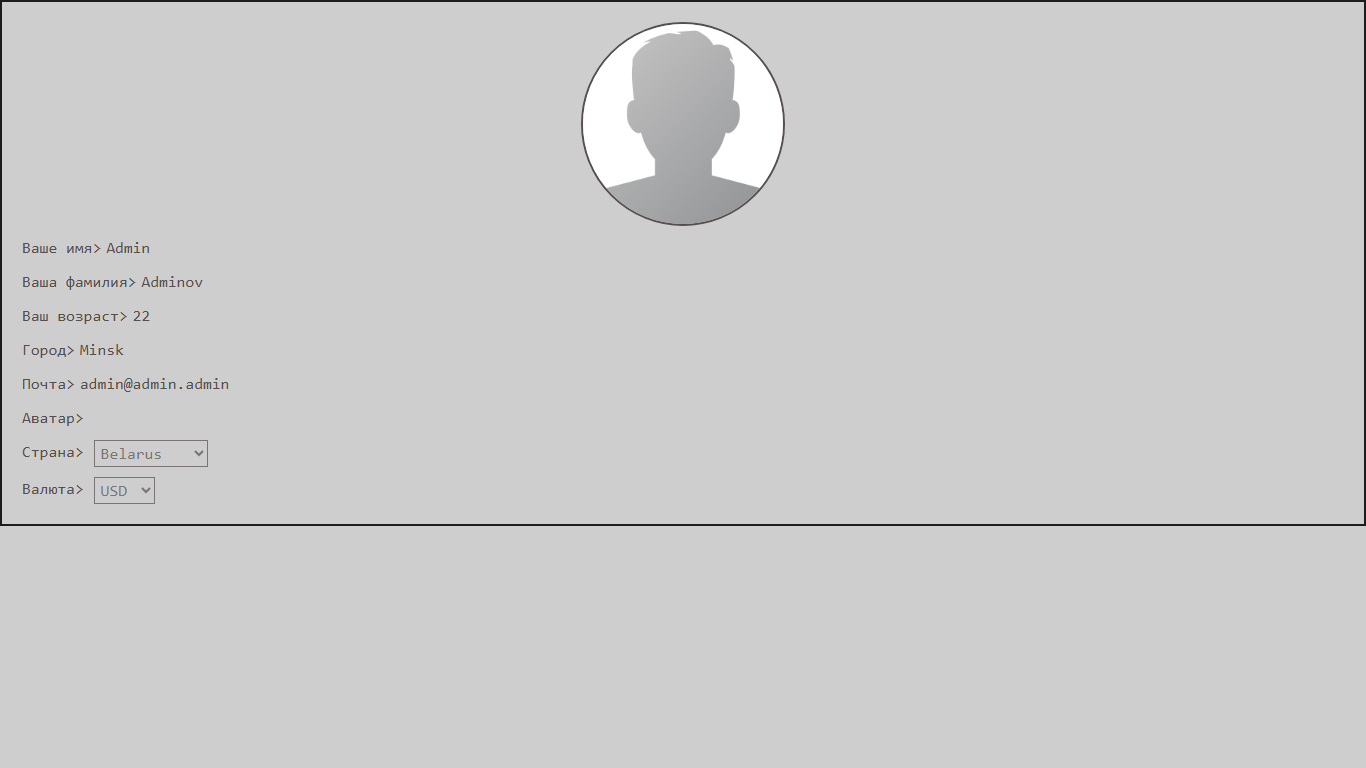 Ваше имя> Admin
Ваша фамилия> Adminov
Ваш возраст> 22
Город> Minsk
Почта> admin@admin.admin
Аватар>
Страна> Belarus
Валюта> USD